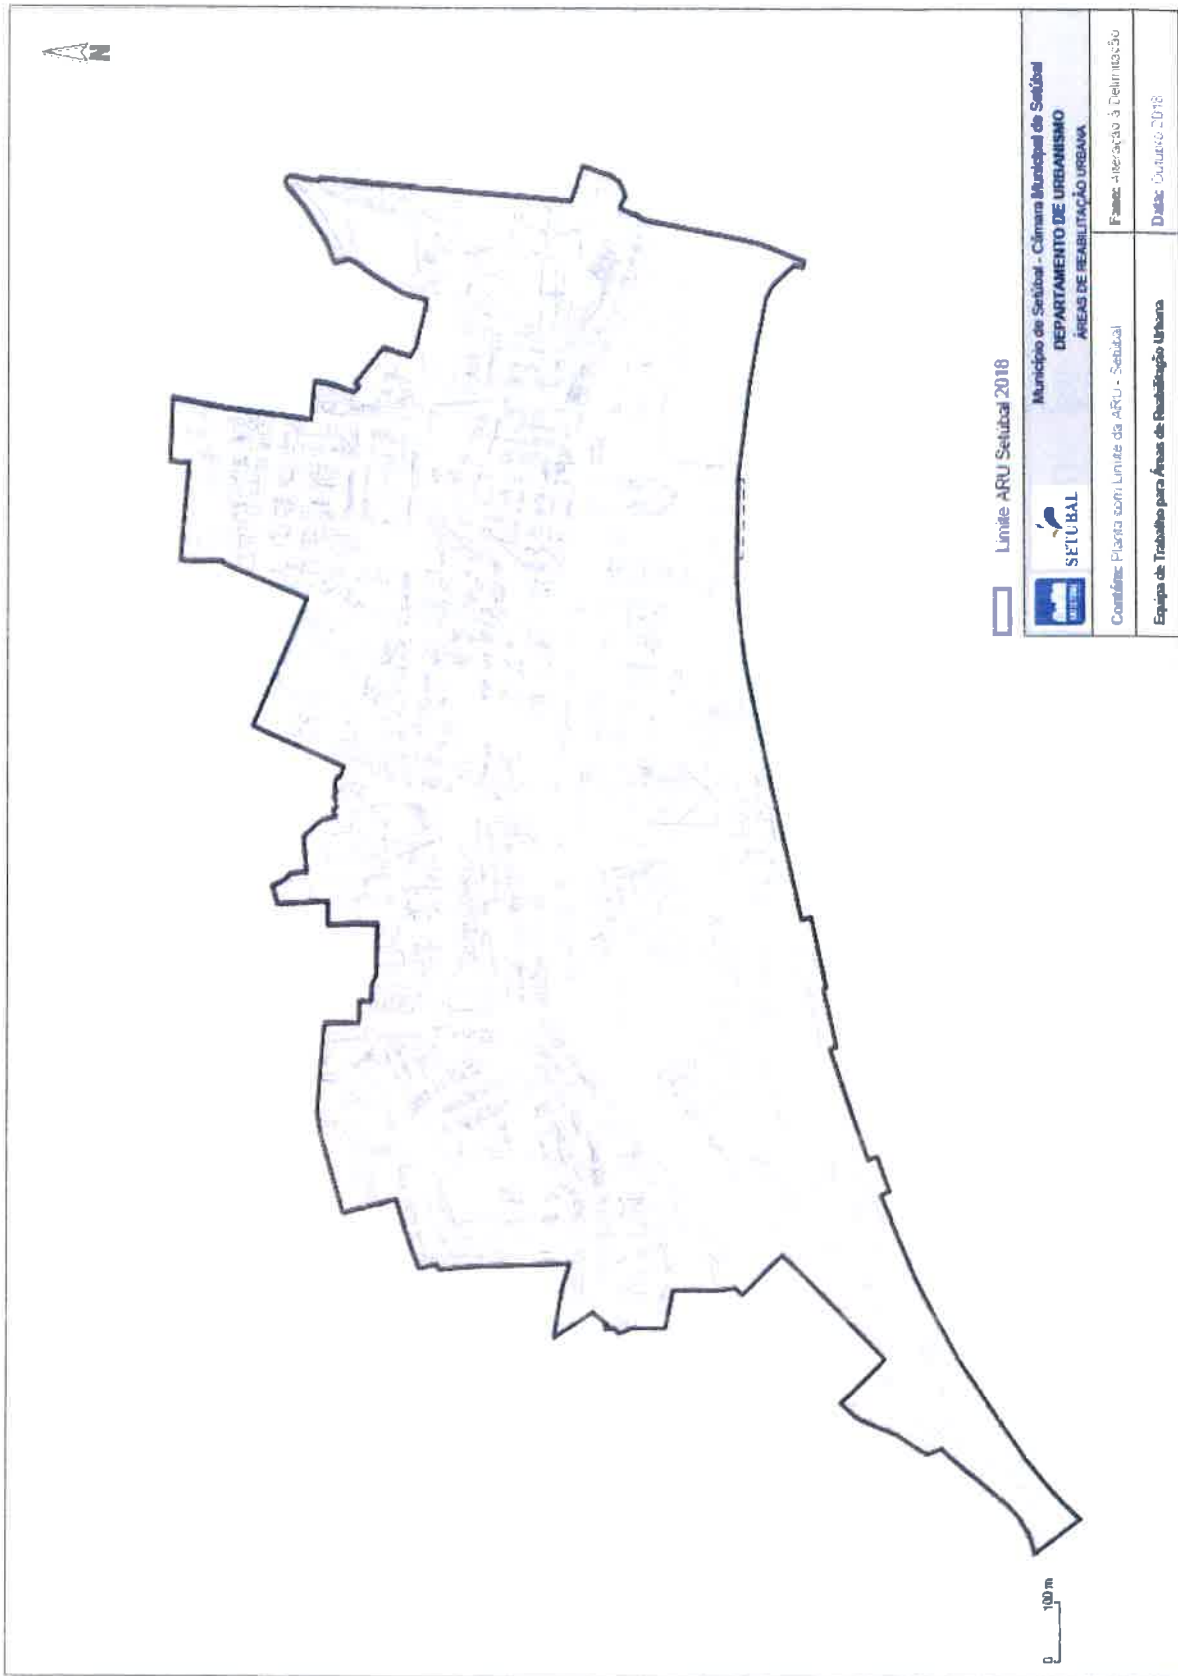 N
Limite ARU Setúbal 2018
Município de Setúbal - Câmara Municipal de Setúbal
DEPARTAMENTO DE URBANISMO
ÁREAS DE REABILITAÇÃO URBANA
SETUBAL
Contém: Planta com Limite da ARU - Setúbal
Fase: Alteração à Delimitação
Equipa de Trabalho para Áreas de Reabilitação Urbana
Data: Outubro 2018
0 100 m